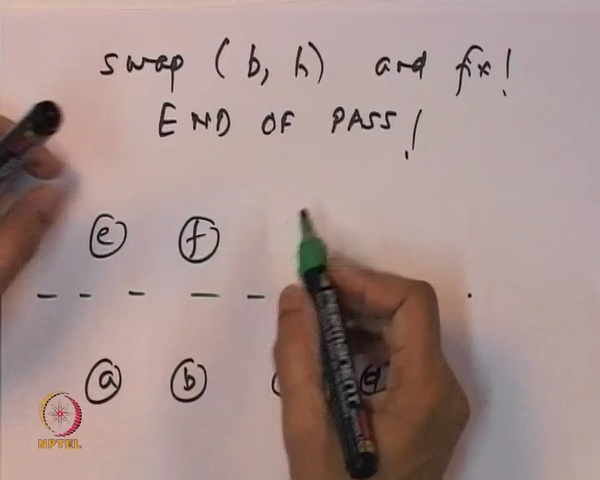 swap (b, h) and fix!
END OF PASS!
e f
a b
NPTEL